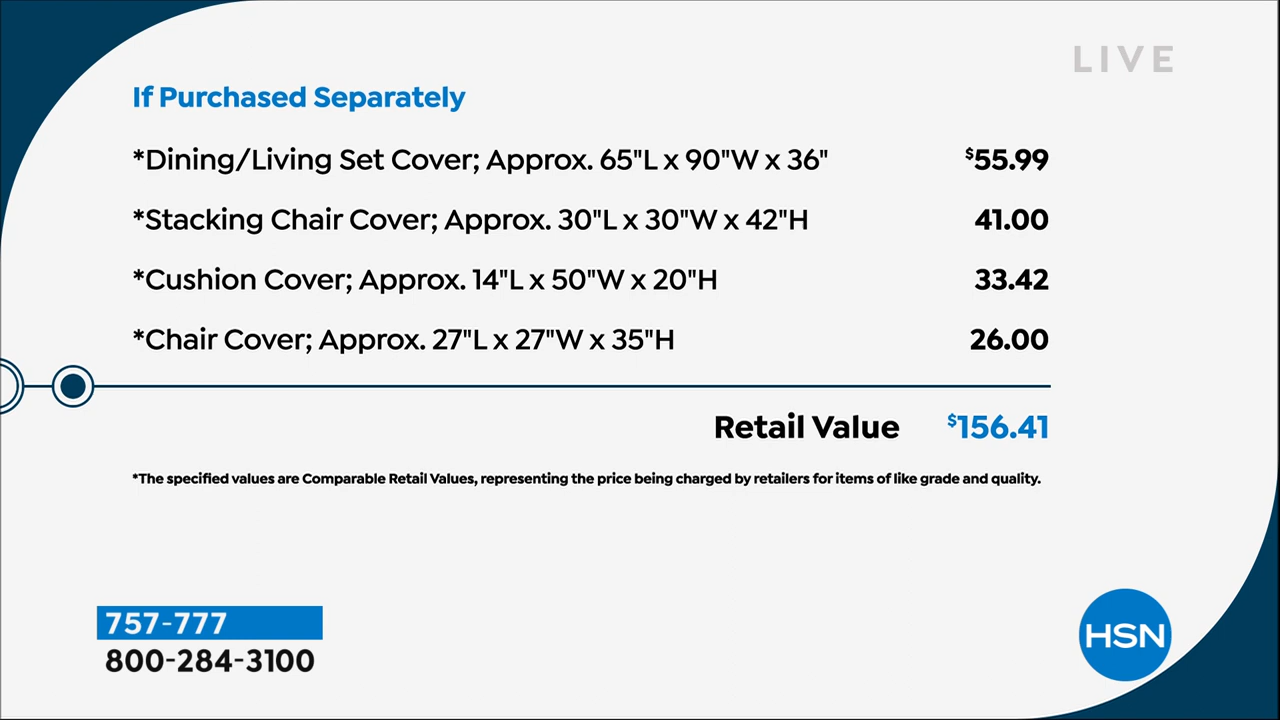 LIVE
If Purchased Separately
*Dining/Living Set Cover; Approx. 65"L x 90"W x 36" $55.99
*Stacking Chair Cover; Approx. 30"L x 30"W x 42"H 41.00
*Cushion Cover; Approx. 14"L x 50"W x 20"H 33.42
*Chair Cover; Approx. 27"L x 27"W x 35"H 26.00
Retail Value $156.41
*The specified values are Comparable Retail Values, representing the price being charged by retailers for items of like grade and quality.
757-777
800-284-3100
HSN